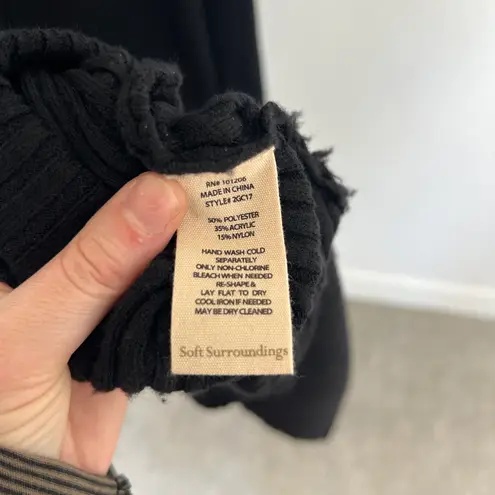 RN# 101206
MADE IN CHINA
STYLE# 2GC17
50% POLYESTER
35% ACRYLIC
15% NYLON
HAND WASH COLD
SEPARATELY
ONLY NON-CHLORINE
BLEACH WHEN NEEDED
RE-SHAPE &
LAY FLAT TO DRY
COOL IRON IF NEEDED
MAY BE DRY CLEANED
Soft Surroundings